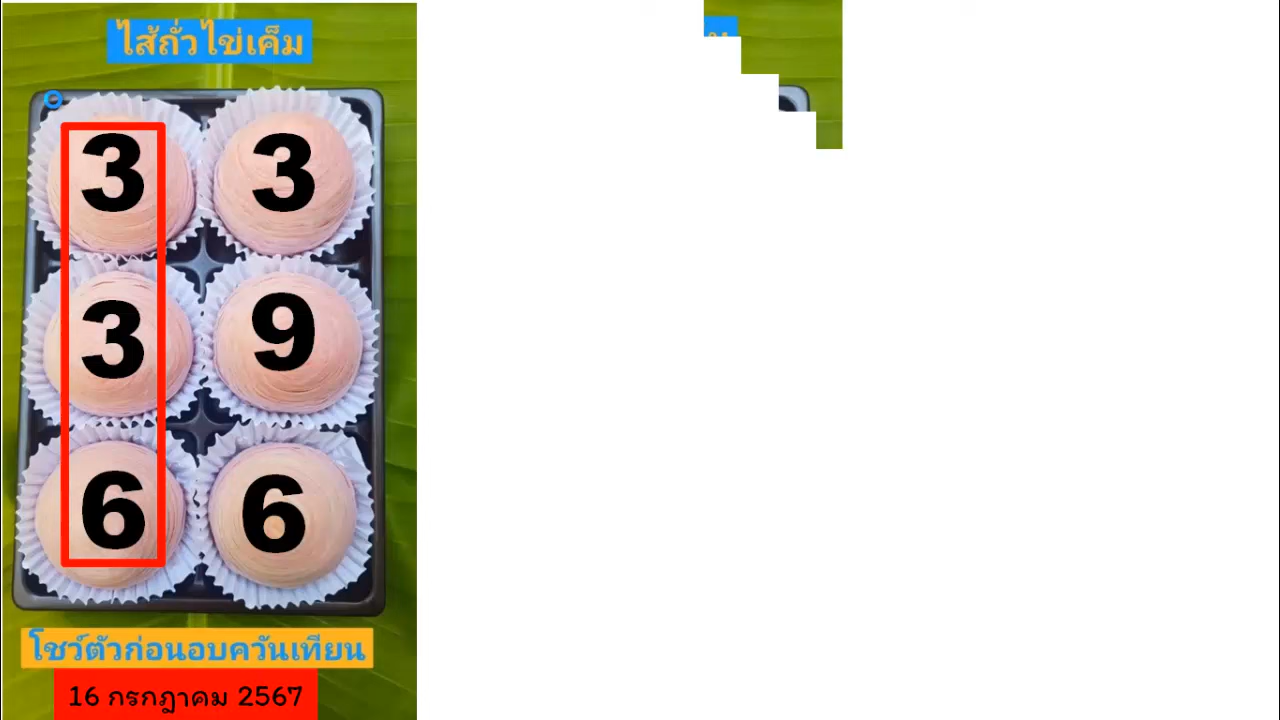 ไส้ถั่วไข่เค็ม
3 3
3 9
6 6
โชว์ตัวก่อนอบควันเทียน
16 กรกฎาคม 2567